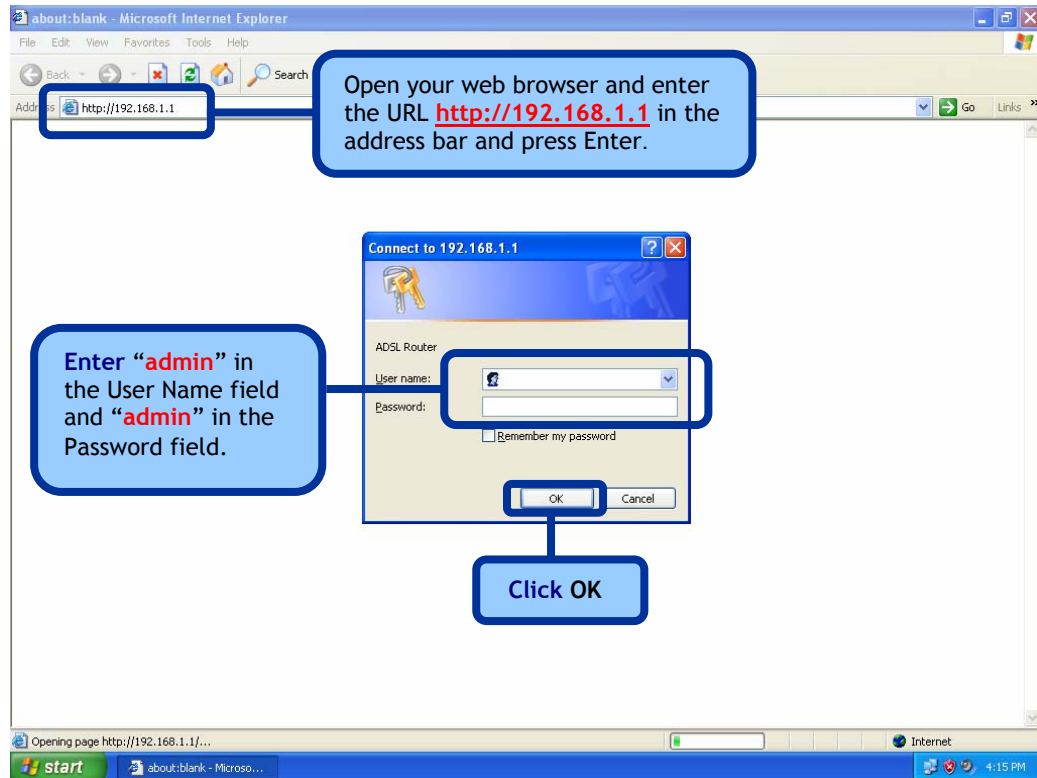 about:blank - Microsoft Internet Explorer
File Edit View Favorites Tools Help
Back Search
Address http://192.168.1.1 Go Links »
Open your web browser and enter
the URL http://192.168.1.1 in the
address bar and press Enter.
Connect to 192.168.1.1
ADSL Router
User name:
Password:
Remember my password
OK Cancel
Enter “admin” in
the User Name field
and “admin” in the
Password field.
Click OK
Opening page http://192.168.1.1/...
Internet
start
about:blank - Microso...
4:15 PM